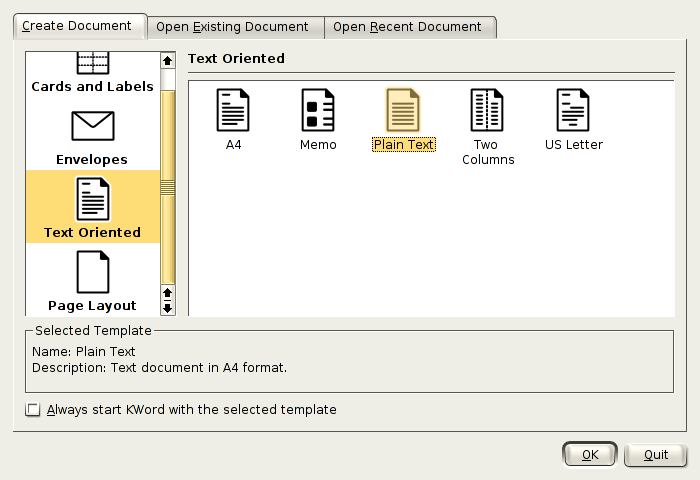 Create Document
Open Existing Document
Open Recent Document
Cards and Labels
Envelopes
Text Oriented
Page Layout
Text Oriented
A4
Memo
Plain Text
Two
Columns
US Letter
Selected Template
Name: Plain Text
Description: Text document in A4 format.
Always start KWord with the selected template
OK
Quit